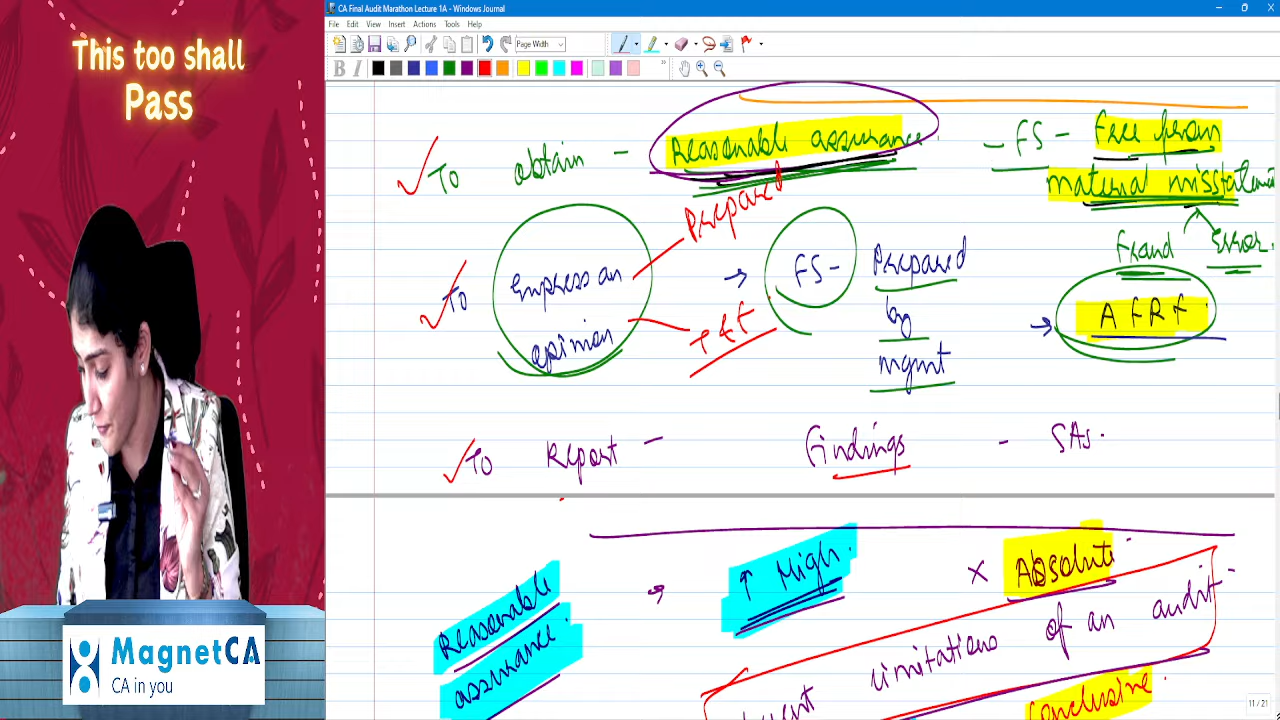 CA Final Audit Marathon Lecture 1A - Windows Journal
File Edit View Insert Actions Tools Help
Page Width
B I
This too shall
Pass
To obtain - Reasonable assurance. - FS - free from
material misstatement
Fraud Error.
To Express an opinion
Prepared
T & F
→ FS - Prepared
by
mgmt
→ A F R F.
To Report - Findings - SAs.
Reasonable
assurance.
→ ↑ High.
x Absolute
limitations of an audit -
Conclusive.
MagnetCA
CA in you
11 / 21